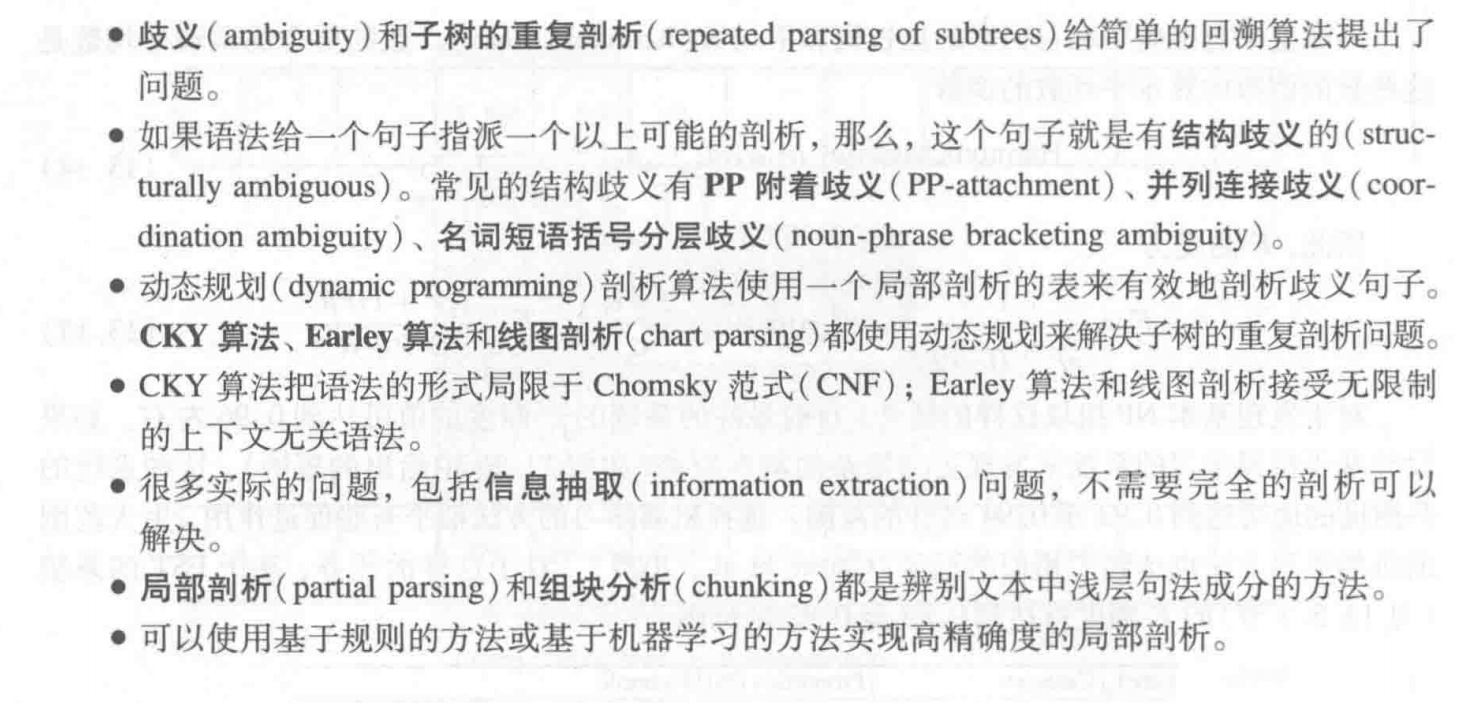 ● 歧义(ambiguity)和子树的重复剖析(repeated parsing of subtrees)给简单的回溯算法提出了
问题。
● 如果语法给一个句子指派一个以上可能的剖析，那么，这个句子就是有结构歧义的(struc-
turally ambiguous)。常见的结构歧义有 PP 附着歧义(PP-attachment)、并列连接歧义(coor-
dination ambiguity)、名词短语括号分层歧义(noun-phrase bracketing ambiguity)。
● 动态规划(dynamic programming)剖析算法使用一个局部剖析的表来有效地剖析歧义句子。
CKY 算法、Earley 算法和线图剖析(chart parsing)都使用动态规划来解决子树的重复剖析问题。
● CKY 算法把语法的形式局限于 Chomsky 范式(CNF)；Earley 算法和线图剖析接受无限制
的上下文无关语法。
● 很多实际的问题，包括信息抽取(information extraction)问题，不需要完全的剖析可以
解决。
● 局部剖析(partial parsing)和组块分析(chunking)都是辨别文本中浅层句法成分的方法。
● 可以使用基于规则的方法或基于机器学习的方法实现高精确度的局部剖析。